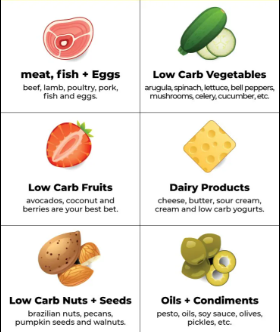 meat, fish + Eggs
beef, lamb, poultry, pork,
fish and eggs.
Low Carb Vegetables
arugula, spinach, lettuce, bell peppers,
mushrooms, celery, cucumber, etc.
Low Carb Fruits
avocados, coconut and
berries are your best bet.
Dairy Products
cheese, butter, sour cream,
cream and low carb yogurts.
Low Carb Nuts + Seeds
brazilian nuts, pecans,
pumpkin seeds and walnuts.
Oils + Condiments
pesto, oils, soy sauce, olives,
pickles, etc.